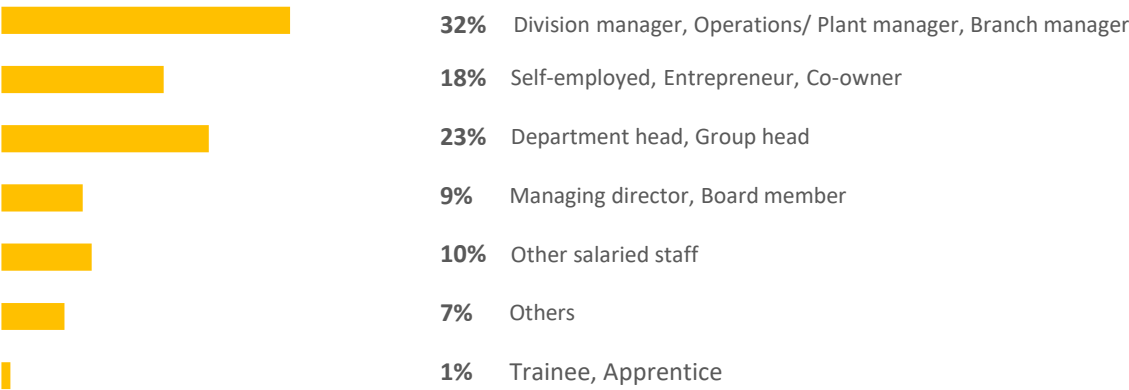 32% Division manager, Operations/ Plant manager, Branch manager
18% Self-employed, Entrepreneur, Co-owner
23% Department head, Group head
9% Managing director, Board member
10% Other salaried staff
7% Others
1% Trainee, Apprentice